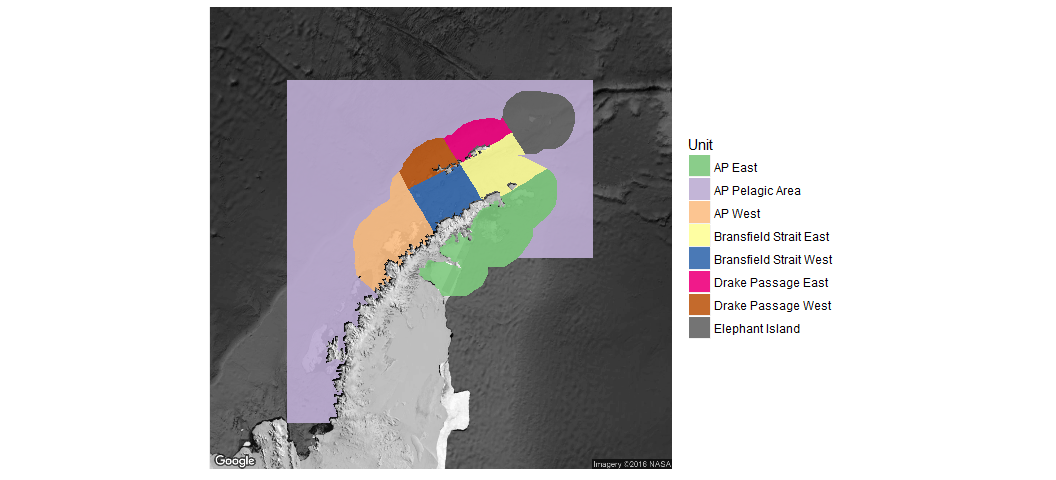 Unit
AP East
AP Pelagic Area
AP West
Bransfield Strait East
Bransfield Strait West
Drake Passage East
Drake Passage West
Elephant Island
Google
Imagery ©2016 NASA